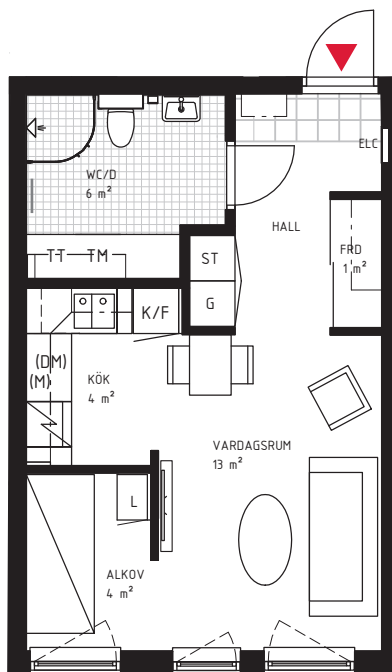 ELC
WC/D
6 m²
HALL
TT TM
ST
FRD
1 m²
G
K/F
(DM)
(M)
KÖK
4 m²
VARDAGSRUM
13 m²
L
ALKOV
4 m²